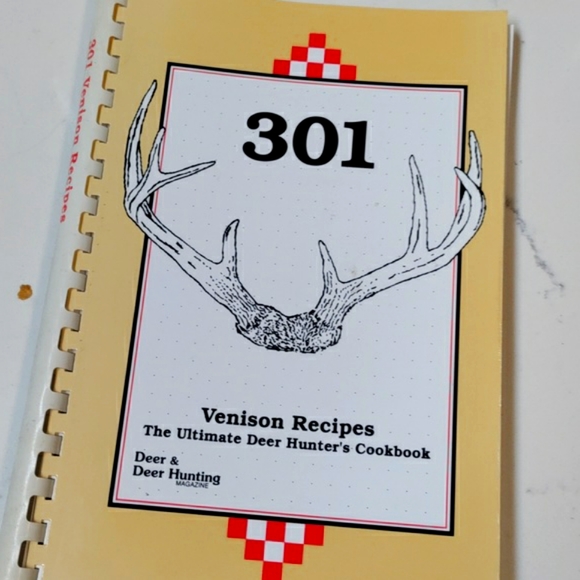 301 Venison Recipes
301
Venison Recipes
The Ultimate Deer Hunter's Cookbook
Deer &
Deer Hunting
MAGAZINE